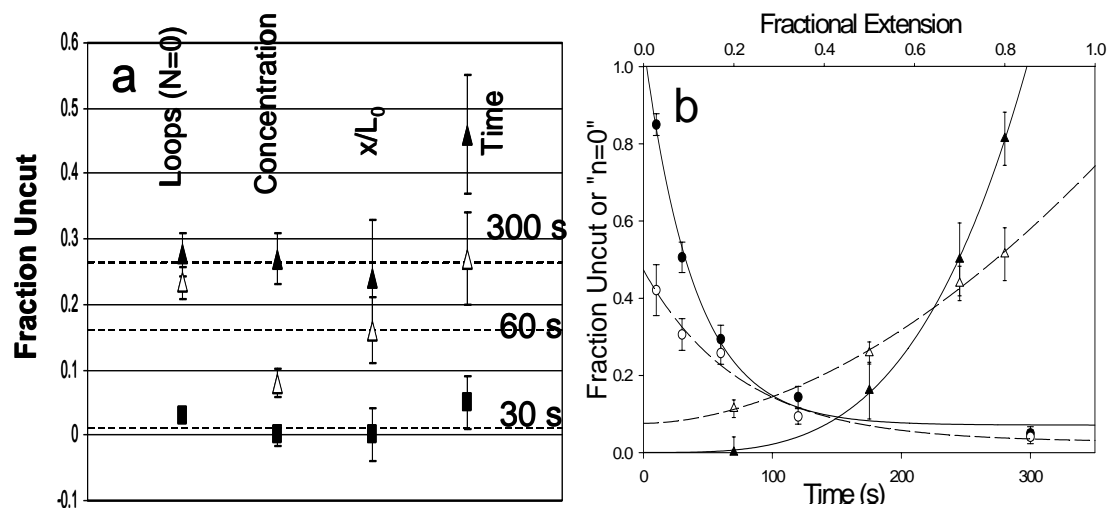 0.6
0.5
0.4
0.3
0.2
0.1
0
-0.1
Fraction Uncut
a
Loops (N=0)
Concentration
x/L0
Time
300 s
60 s
30 s
Fractional Extension
0.0 0.2 0.4 0.6 0.8 1.0
b
1.0
0.8
0.6
0.4
0.2
0.0
Fraction Uncut or "n=0"
0 100 200 300
Time (s)